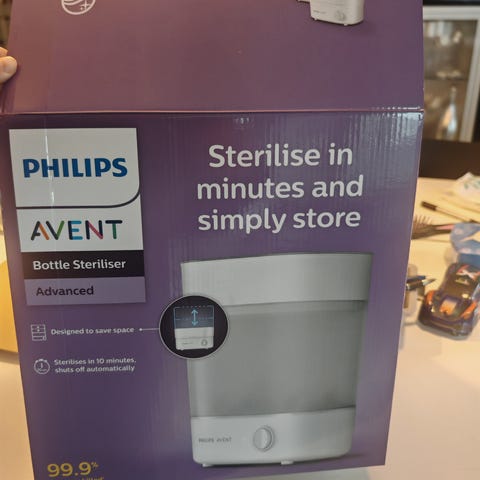 PHILIPS
AVENT
Bottle Steriliser
Advanced
Sterilise in
minutes and
simply store
Designed to save space
Sterilises in 10 minutes,
shuts off automatically
PHILIPS AVENT
99.9%